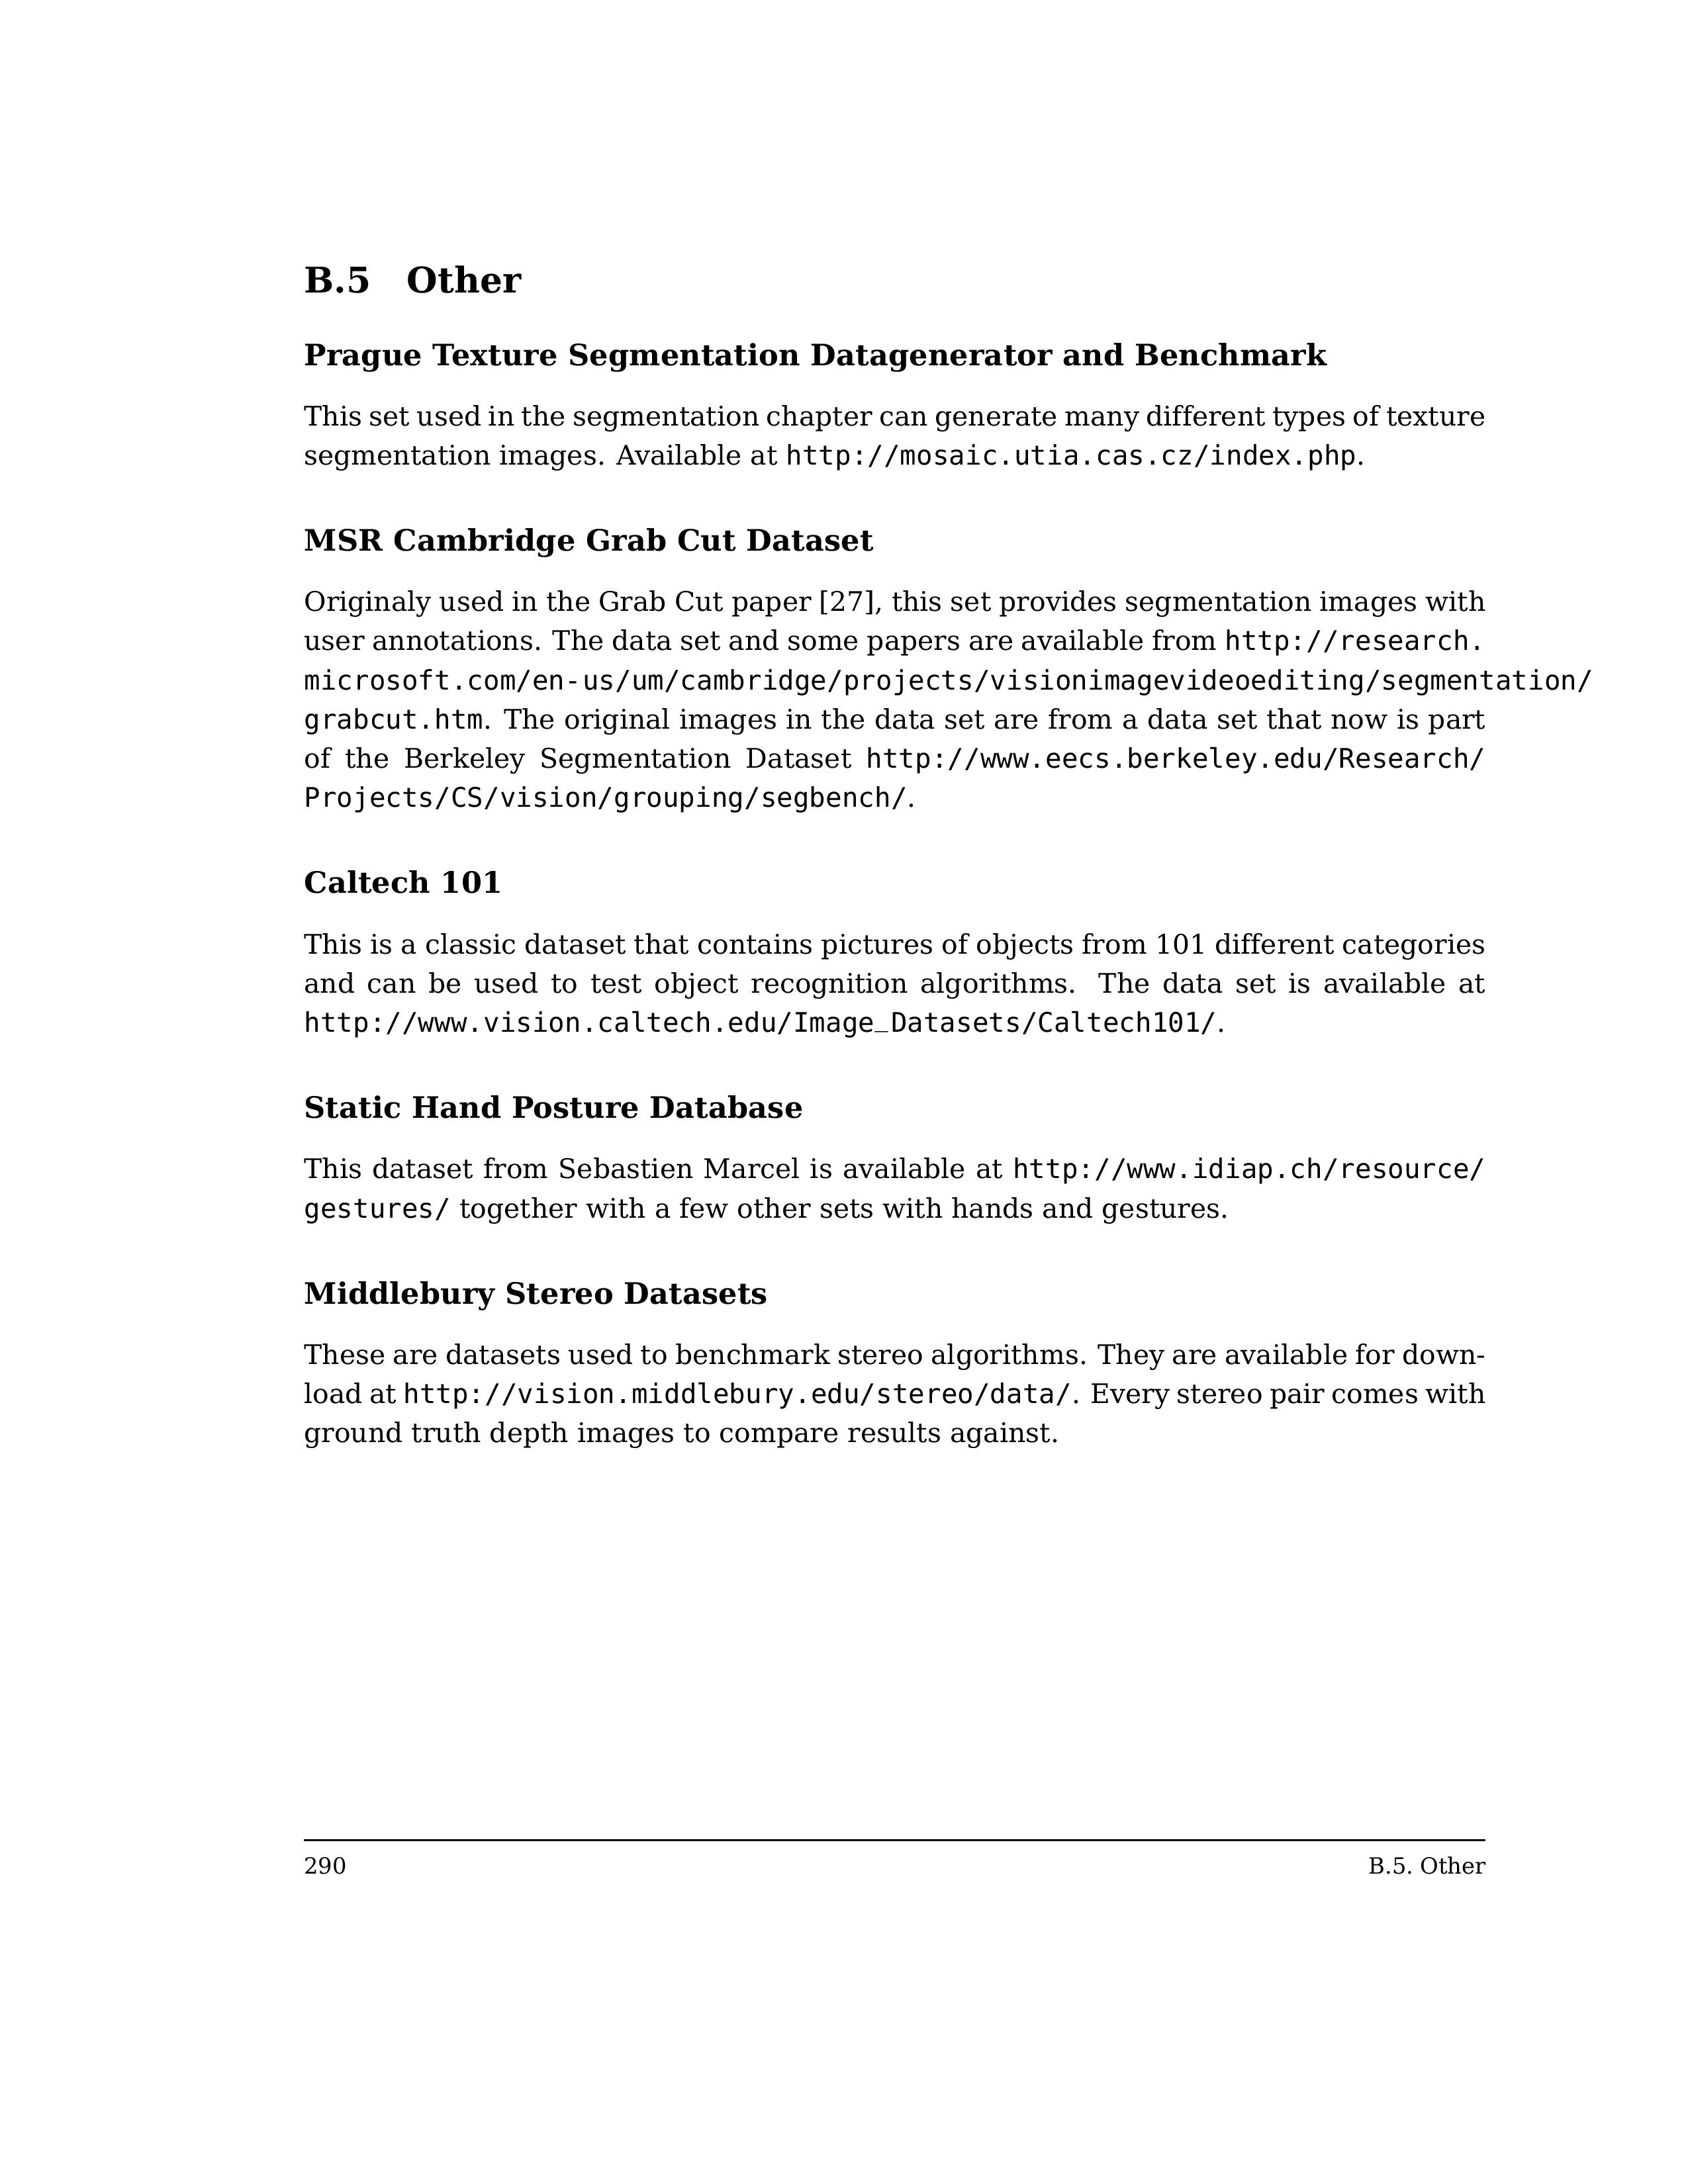 B.5 Other
Prague Texture Segmentation Datagenerator and Benchmark
This set used in the segmentation chapter can generate many different types of texture
segmentation images. Available at http://mosaic.utia.cas.cz/index.php.
MSR Cambridge Grab Cut Dataset
Originaly used in the Grab Cut paper [27], this set provides segmentation images with
user annotations. The data set and some papers are available from http://research.
microsoft.com/en-us/um/cambridge/projects/visionimagevideoediting/segmentation/
grabcut.htm. The original images in the data set are from a data set that now is part
of the Berkeley Segmentation Dataset http://www.eecs.berkeley.edu/Research/
Projects/CS/vision/grouping/segbench/.
Caltech 101
This is a classic dataset that contains pictures of objects from 101 different categories
and can be used to test object recognition algorithms. The data set is available at
http://www.vision.caltech.edu/Image_Datasets/Caltech101/.
Static Hand Posture Database
This dataset from Sebastien Marcel is available at http://www.idiap.ch/resource/
gestures/ together with a few other sets with hands and gestures.
Middlebury Stereo Datasets
These are datasets used to benchmark stereo algorithms. They are available for down-
load at http://vision.middlebury.edu/stereo/data/. Every stereo pair comes with
ground truth depth images to compare results against.
290 B.5. Other